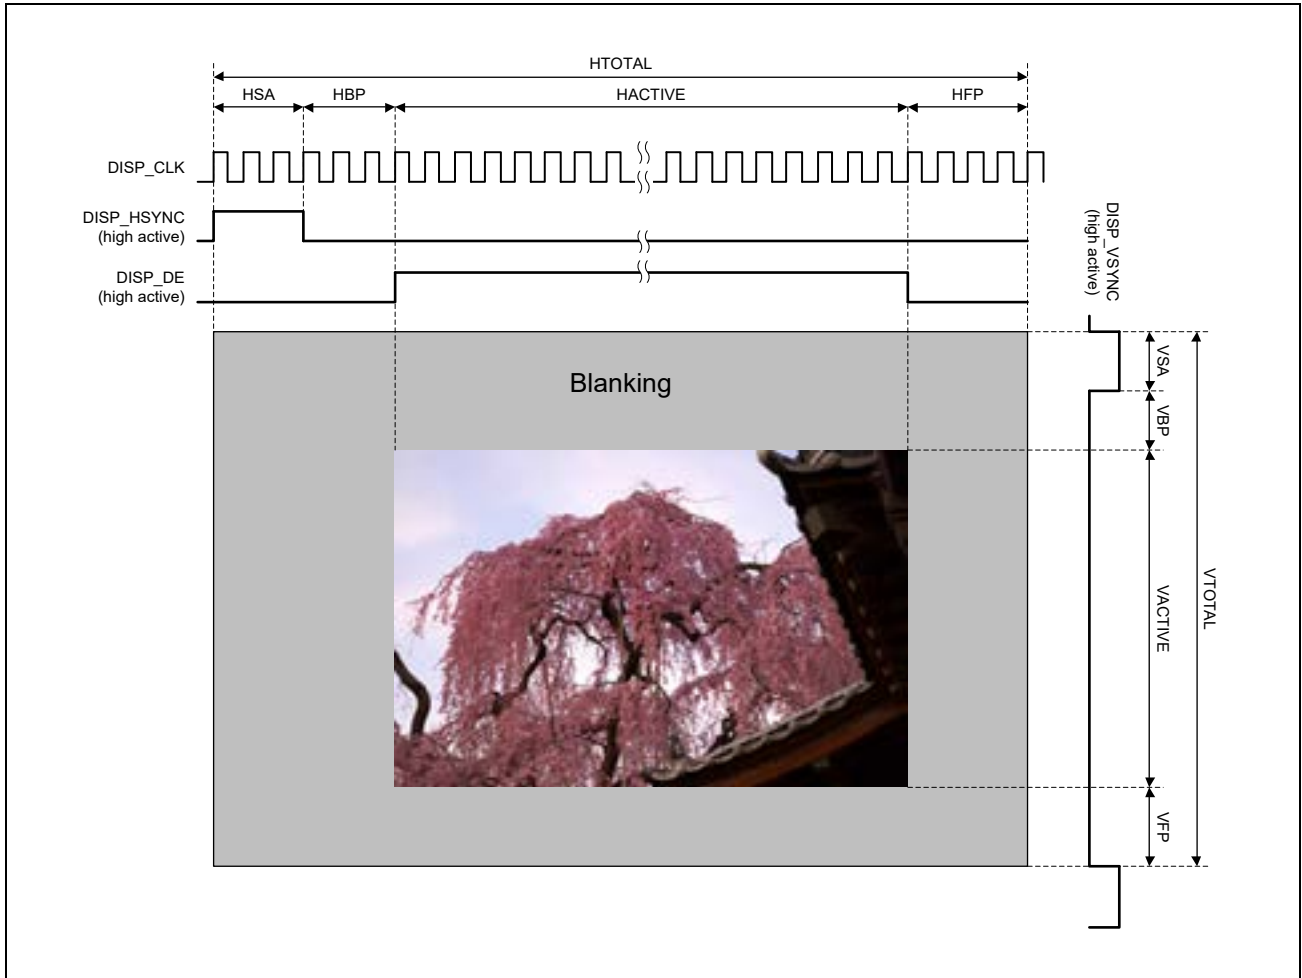 HTOTAL
HSA
HBP
HACTIVE
HFP
DISP_CLK
DISP_HSYNC
(high active)
DISP_DE
(high active)
DISP_VSYNC
(high active)
Blanking
VSA
VBP
VACTIVE
VTOTAL
VFP